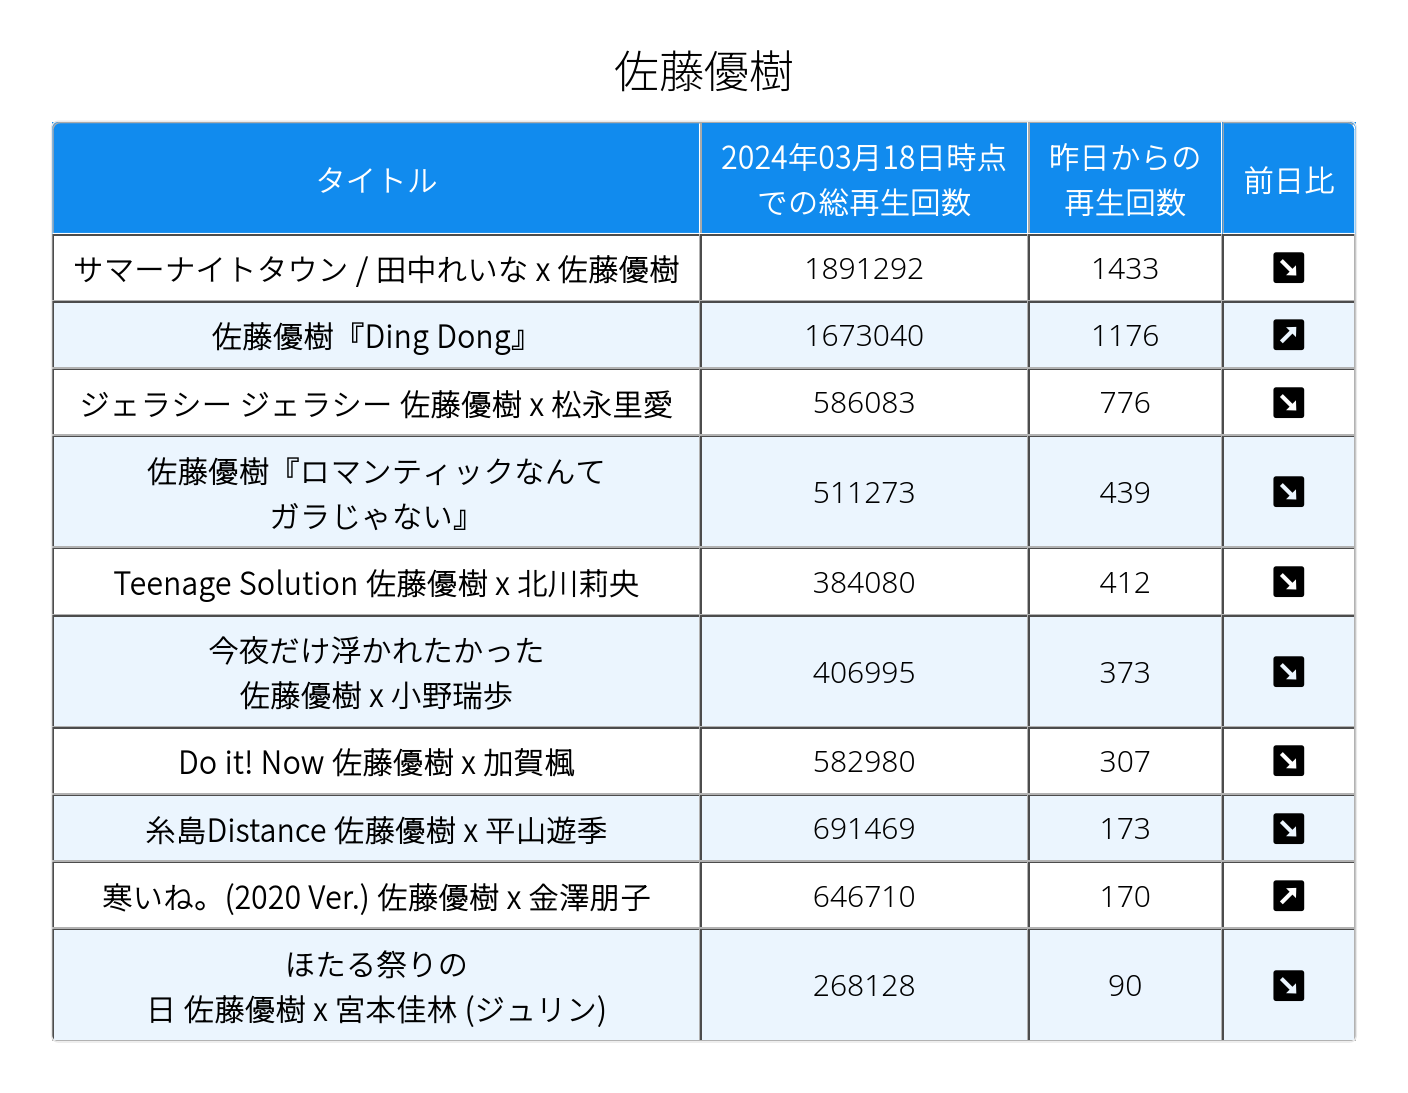 佐藤優樹
タイトル
2024年03月18日時点
での総再生回数
昨日からの
再生回数
前日比
サマーナイトタウン / 田中れいな x 佐藤優樹
1891292
1433
佐藤優樹『Ding Dong』
1673040
1176
ジェラシー ジェラシー 佐藤優樹 x 松永里愛
586083
776
佐藤優樹『ロマンティックなんて
ガラじゃない』
511273
439
Teenage Solution 佐藤優樹 x 北川莉央
384080
412
今夜だけ浮かれたかった
佐藤優樹 x 小野瑞歩
406995
373
Do it! Now 佐藤優樹 x 加賀楓
582980
307
糸島Distance 佐藤優樹 x 平山遊季
691469
173
寒いね。(2020 Ver.) 佐藤優樹 x 金澤朋子
646710
170
ほたる祭りの
日 佐藤優樹 x 宮本佳林 (ジュリン)
268128
90